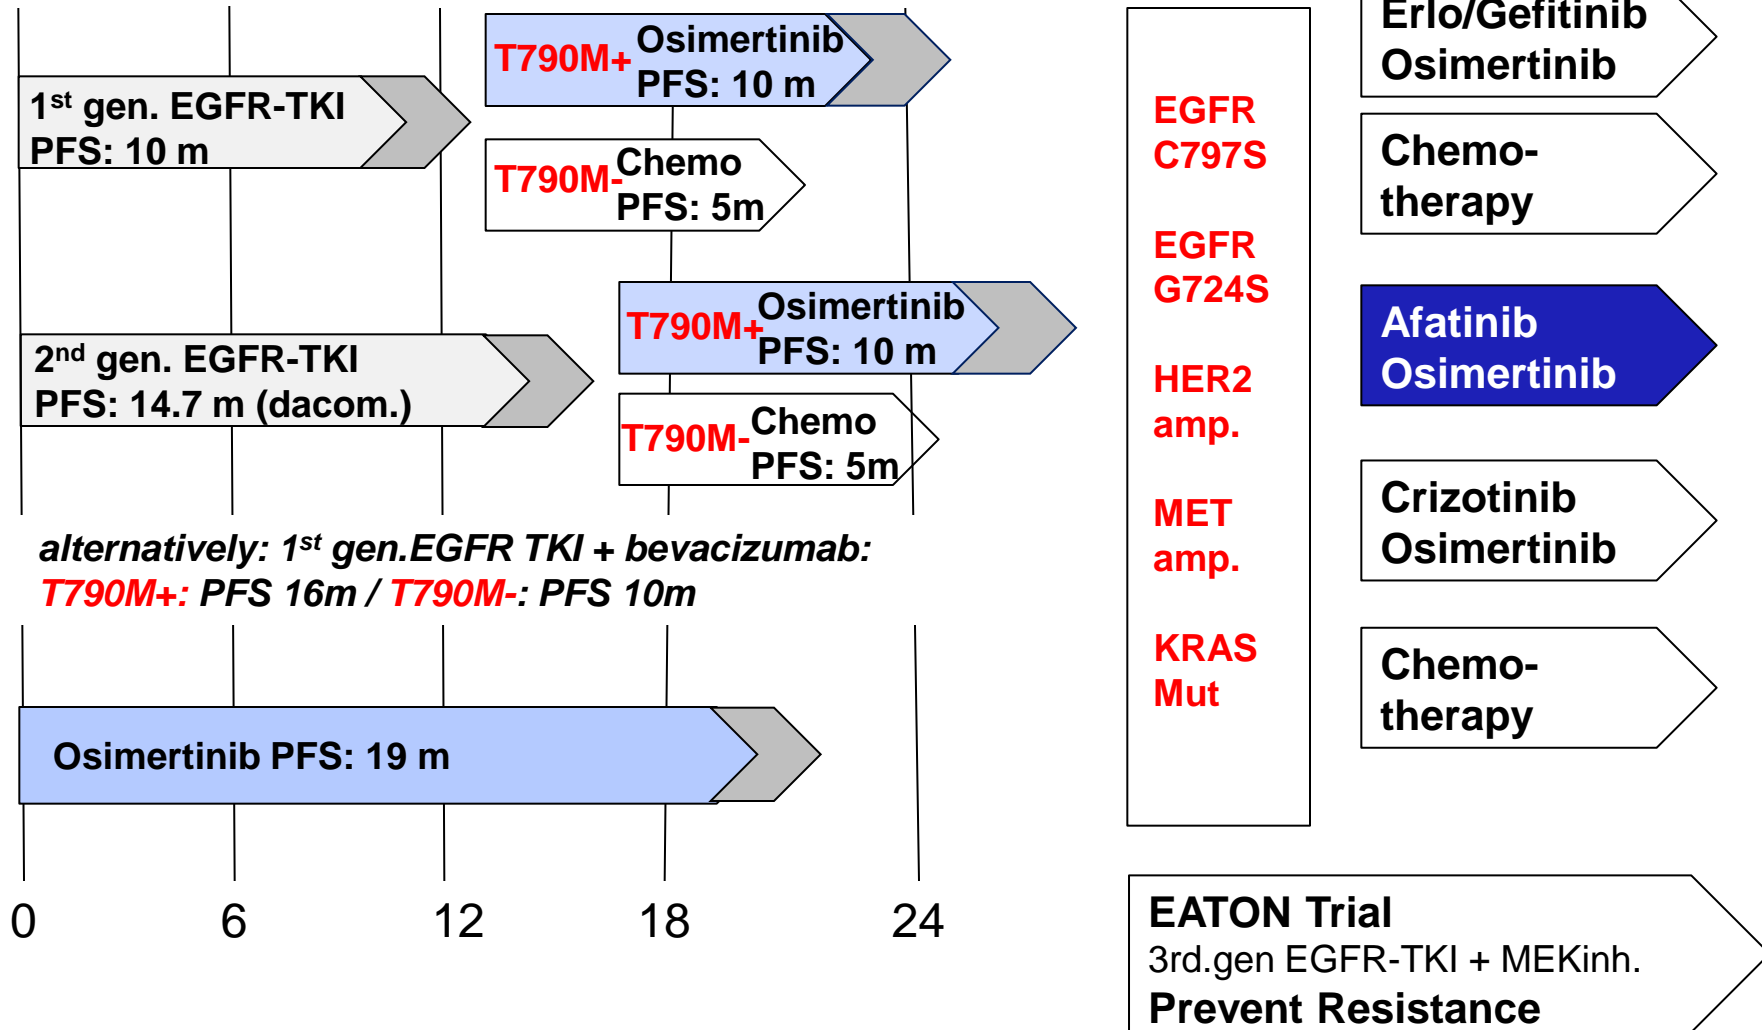 1st gen. EGFR-TKI
PFS: 10 m
T790M+
Osimertinib
PFS: 10 m
T790M-
Chemo
PFS: 5m
2nd gen. EGFR-TKI
PFS: 14.7 m (dacom.)
T790M+
Osimertinib
PFS: 10 m
T790M-
Chemo
PFS: 5m
alternatively: 1st gen.EGFR TKI + bevacizumab:
T790M+: PFS 16m / T790M-: PFS 10m
Osimertinib PFS: 19 m
0 6 12 18 24
EGFR
C797S
EGFR
G724S
HER2
amp.
MET
amp.
KRAS
Mut
Erlo/Gefitinib
Osimertinib
Chemo-
therapy
Afatinib
Osimertinib
Crizotinib
Osimertinib
Chemo-
therapy
EATON Trial
3rd.gen EGFR-TKI + MEKinh.
Prevent Resistance